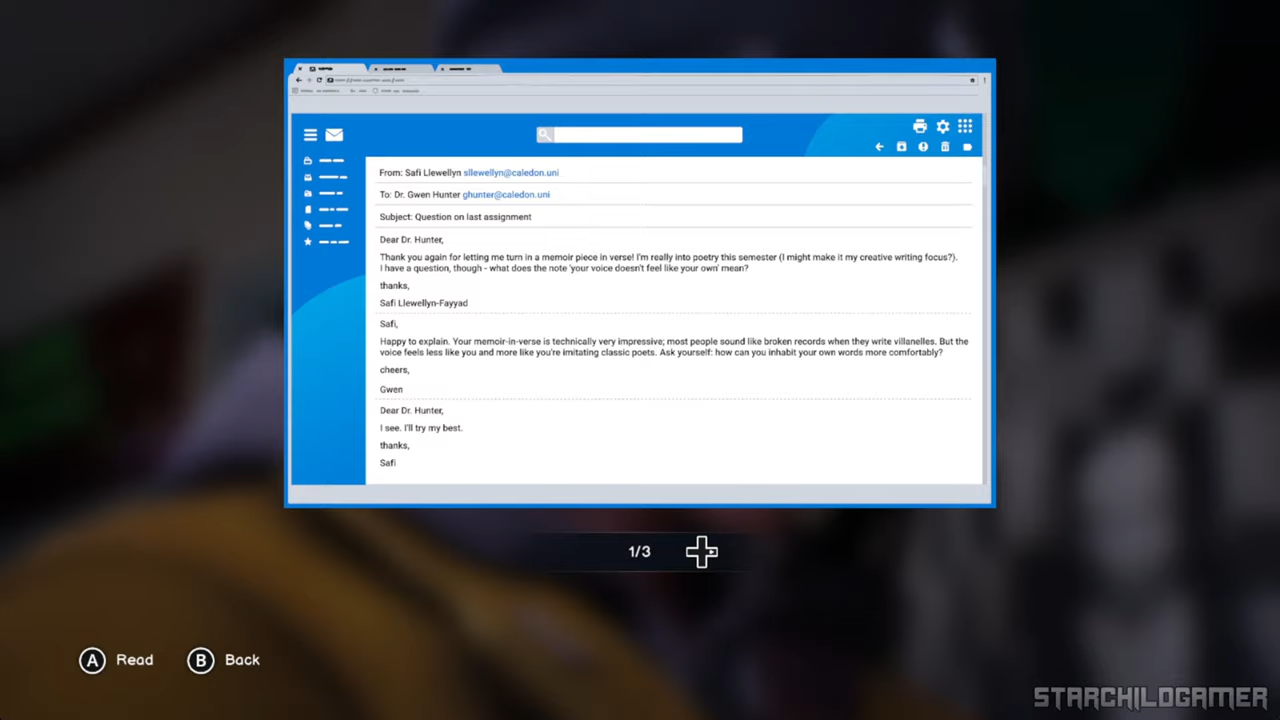 From: Safi Llewellyn sllewellyn@caledon.uni
To: Dr. Gwen Hunter ghunter@caledon.uni
Subject: Question on last assignment
Dear Dr. Hunter,
Thank you again for letting me turn in a memoir piece in verse! I'm really into poetry this semester (I might make it my creative writing focus?).
I have a question, though - what does the note 'your voice doesn't feel like your own' mean?
thanks,
Safi Llewellyn-Fayyad
Safi,
Happy to explain. Your memoir-in-verse is technically very impressive; most people sound like broken records when they write villanelles. But the
voice feels less like you and more like you're imitating classic poets. Ask yourself: how can you inhabit your own words more comfortably?
cheers,
Gwen
Dear Dr. Hunter,
I see. I'll try my best.
thanks,
Safi
1/3
A Read B Back
STARCHILDGAMER